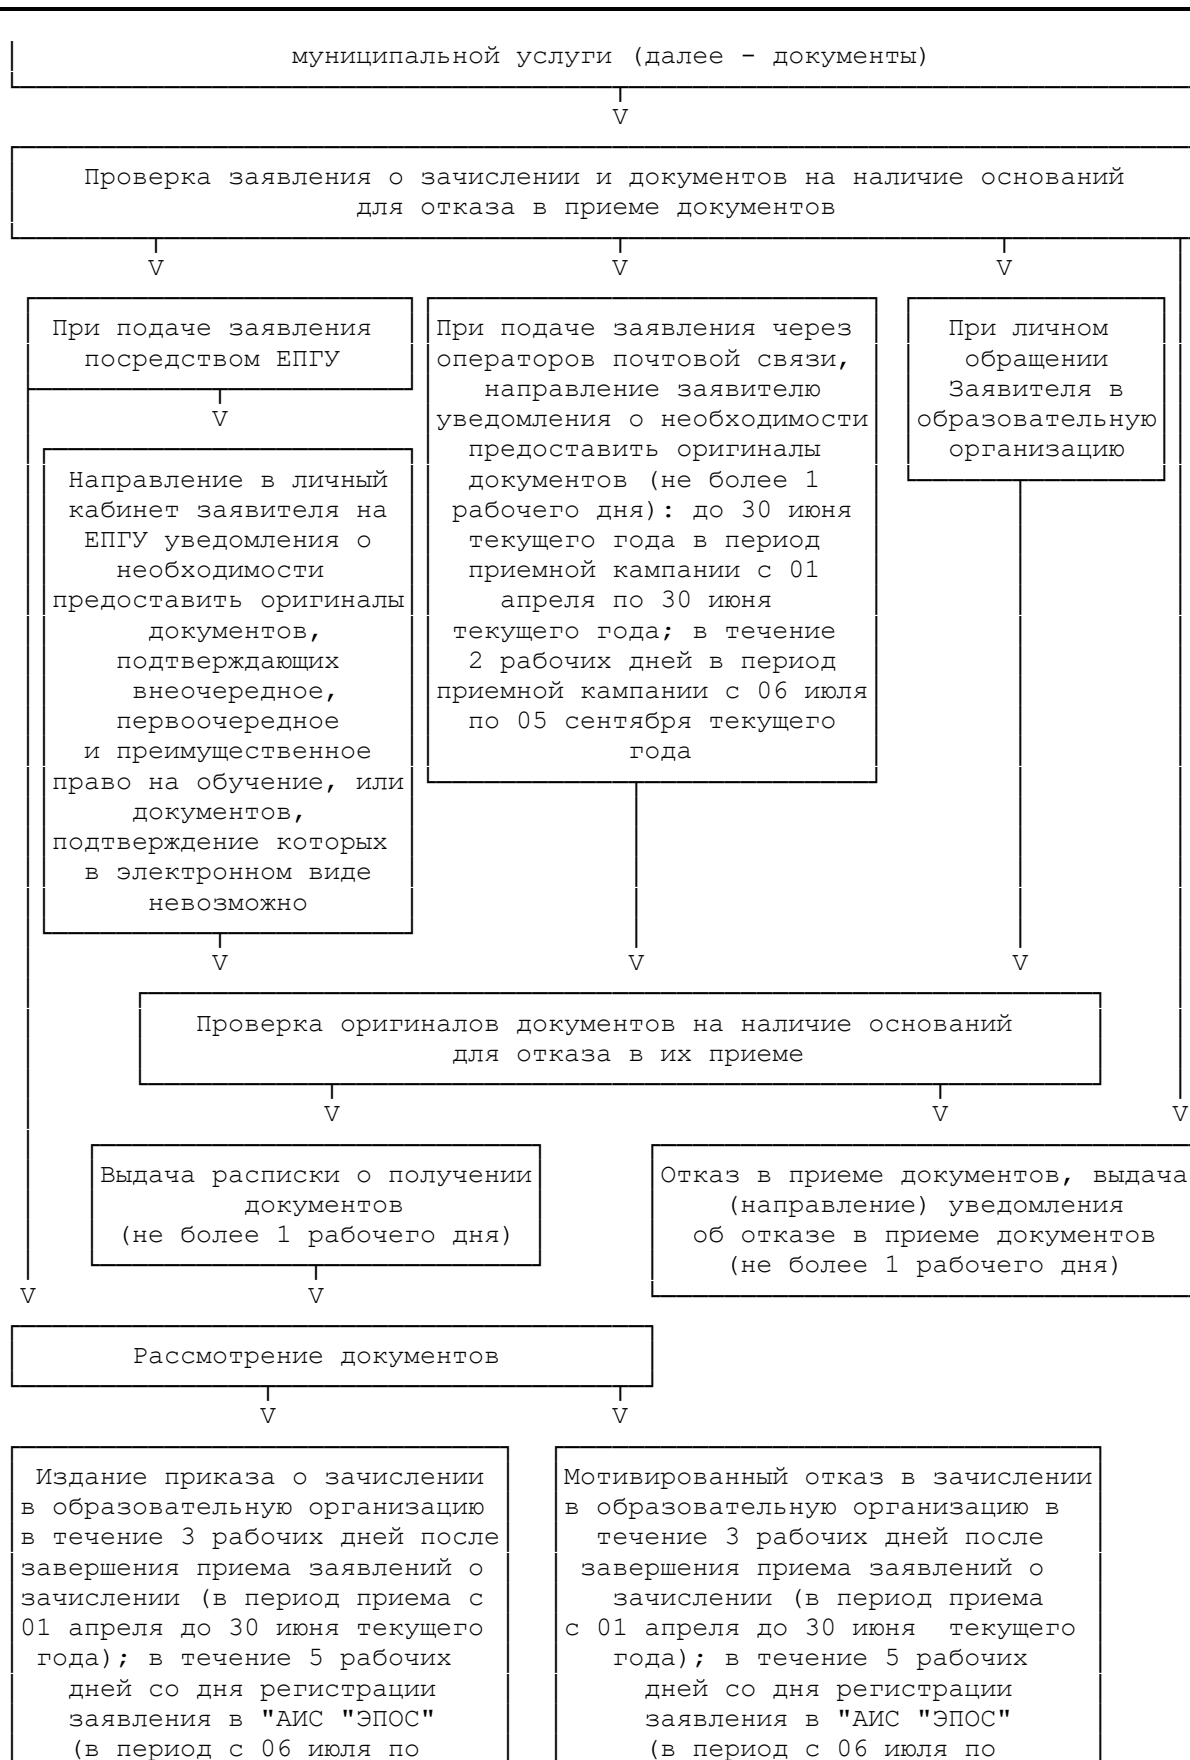 муниципальной услуги (далее - документы)
V
Проверка заявления о зачислении и документов на наличие оснований
для отказа в приеме документов
V
V
V
При подаче заявления
посредством ЕПГУ
V
Направление в личный
кабинет заявителя на
ЕПГУ уведомления о
необходимости
предоставить оригиналы
документов,
подтверждающих
внеочередное,
первоочередное
и преимущественное
право на обучение, или
документов,
подтверждение которых
в электронном виде
невозможно
При подаче заявления через
операторов почтовой связи,
направление заявителю
уведомления о необходимости
предоставить оригиналы
документов (не более 1
рабочего дня): до 30 июня
текущего года в период
приемной кампании с 01
апреля по 30 июня
текущего года; в течение
2 рабочих дней в период
приемной кампании с 06 июля
по 05 сентября текущего
года
При личном
обращении
Заявителя в
образовательную
организацию
V
V
V
Проверка оригиналов документов на наличие оснований
для отказа в их приеме
V
V
V
Выдача расписки о получении
документов
(не более 1 рабочего дня)
Отказ в приеме документов, выдача
(направление) уведомления
об отказе в приеме документов
(не более 1 рабочего дня)
V
V
Рассмотрение документов
V
V
Издание приказа о зачислении
в образовательную организацию
в течение 3 рабочих дней после
завершения приема заявлений о
зачислении (в период приема с
01 апреля до 30 июня текущего
года); в течение 5 рабочих
дней со дня регистрации
заявления в "АИС "ЭПОС"
(в период с 06 июля по
Мотивированный отказ в зачислении
в образовательную организацию в
течение 3 рабочих дней после
завершения приема заявлений о
зачислении (в период приема
с 01 апреля до 30 июня  текущего
года); в течение 5 рабочих
дней со дня регистрации
заявления в "АИС "ЭПОС"
(в период с 06 июля по